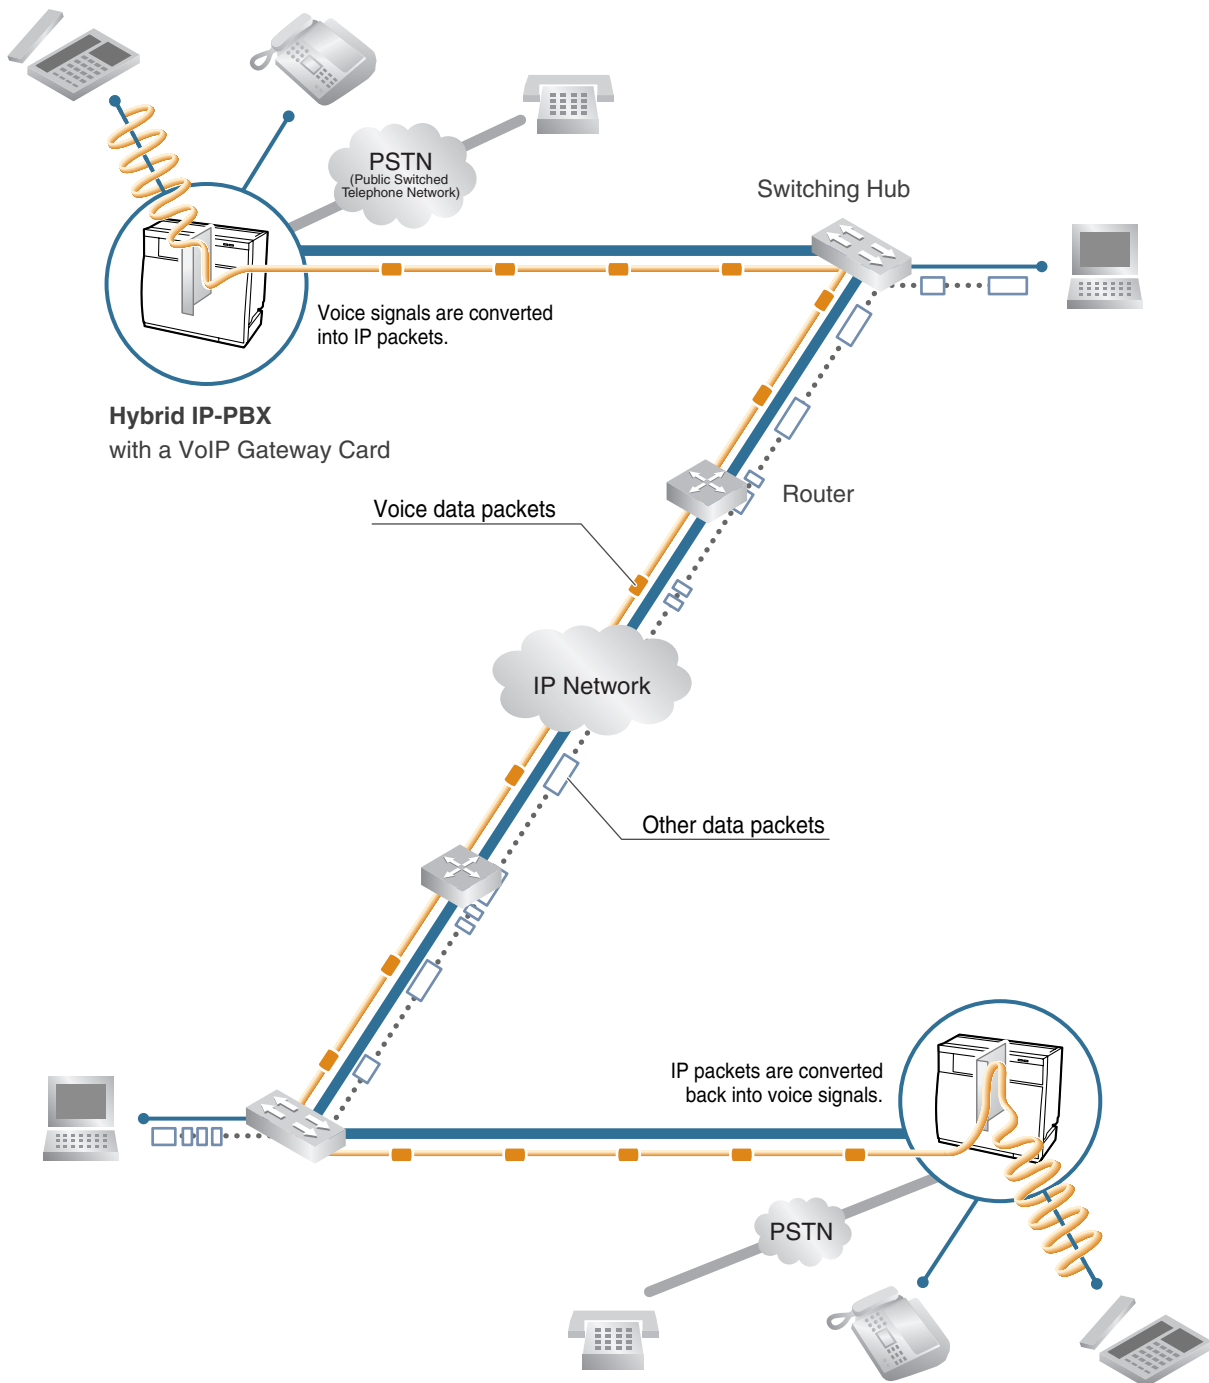 PSTN
(Public Switched
Telephone Network)
Switching Hub
Voice signals are converted
into IP packets.
Hybrid IP-PBX
with a VoIP Gateway Card
Router
Voice data packets
IP Network
Other data packets
IP packets are converted
back into voice signals.
PSTN